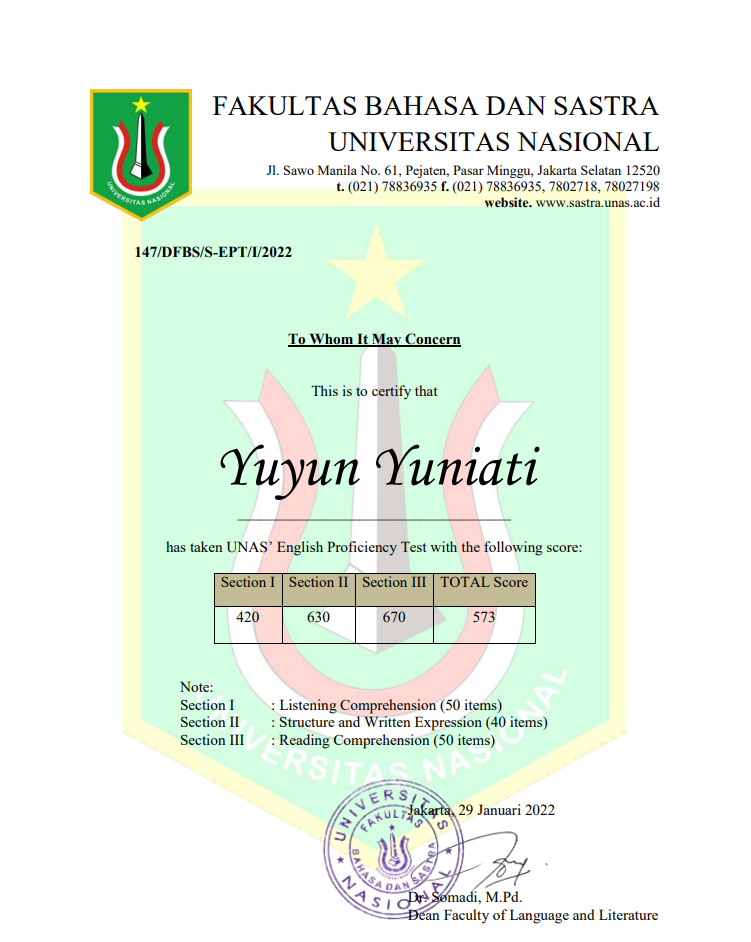 FAKULTAS BAHASA DAN SASTRA
UNIVERSITAS NASIONAL
Jl. Sawo Manila No. 61, Pejaten, Pasar Minggu, Jakarta Selatan 12520
t. (021) 78836935 f. (021) 78836935, 7802718, 78027198
website. www.sastra.unas.ac.id
UNIVERSITAS NASIONAL
147/DFBS/S-EPT/I/2022
To Whom It May Concern
This is to certify that
Yuyun Yuniati
has taken UNAS’ English Proficiency Test with the following score:
Section I Section II Section III TOTAL Score
420 630 670 573
Note:
Section I : Listening Comprehension (50 items)
Section II : Structure and Written Expression (40 items)
Section III : Reading Comprehension (50 items)
UNIVERSITAS NASIONAL
Jakarta, 29 Januari 2022
UNIVERSITAS NASIONAL
FAKULTAS
BAHASA DAN SASTRA
Dr. Somadi, M.Pd.
Dean Faculty of Language and Literature